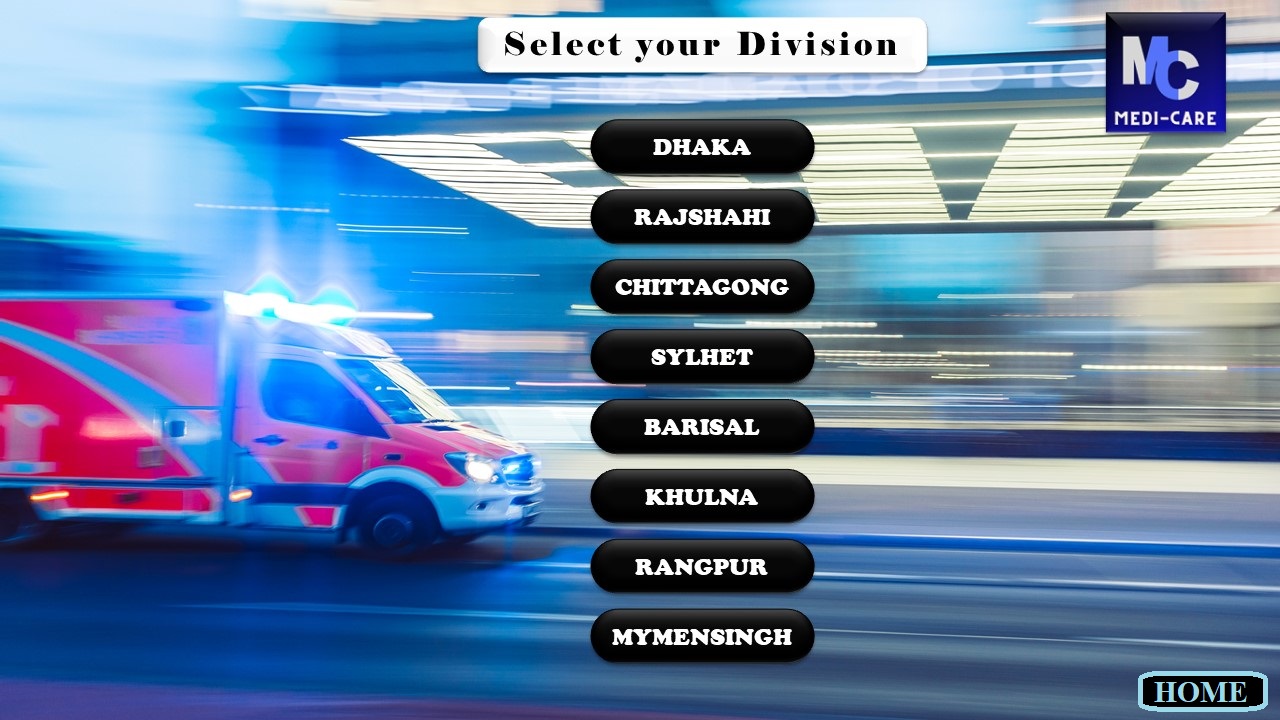 Select your Division
MC
MEDI-CARE
DHAKA
RAJSHAHI
CHITTAGONG
SYLHET
BARISAL
KHULNA
RANGPUR
MYMENSINGH
HOME